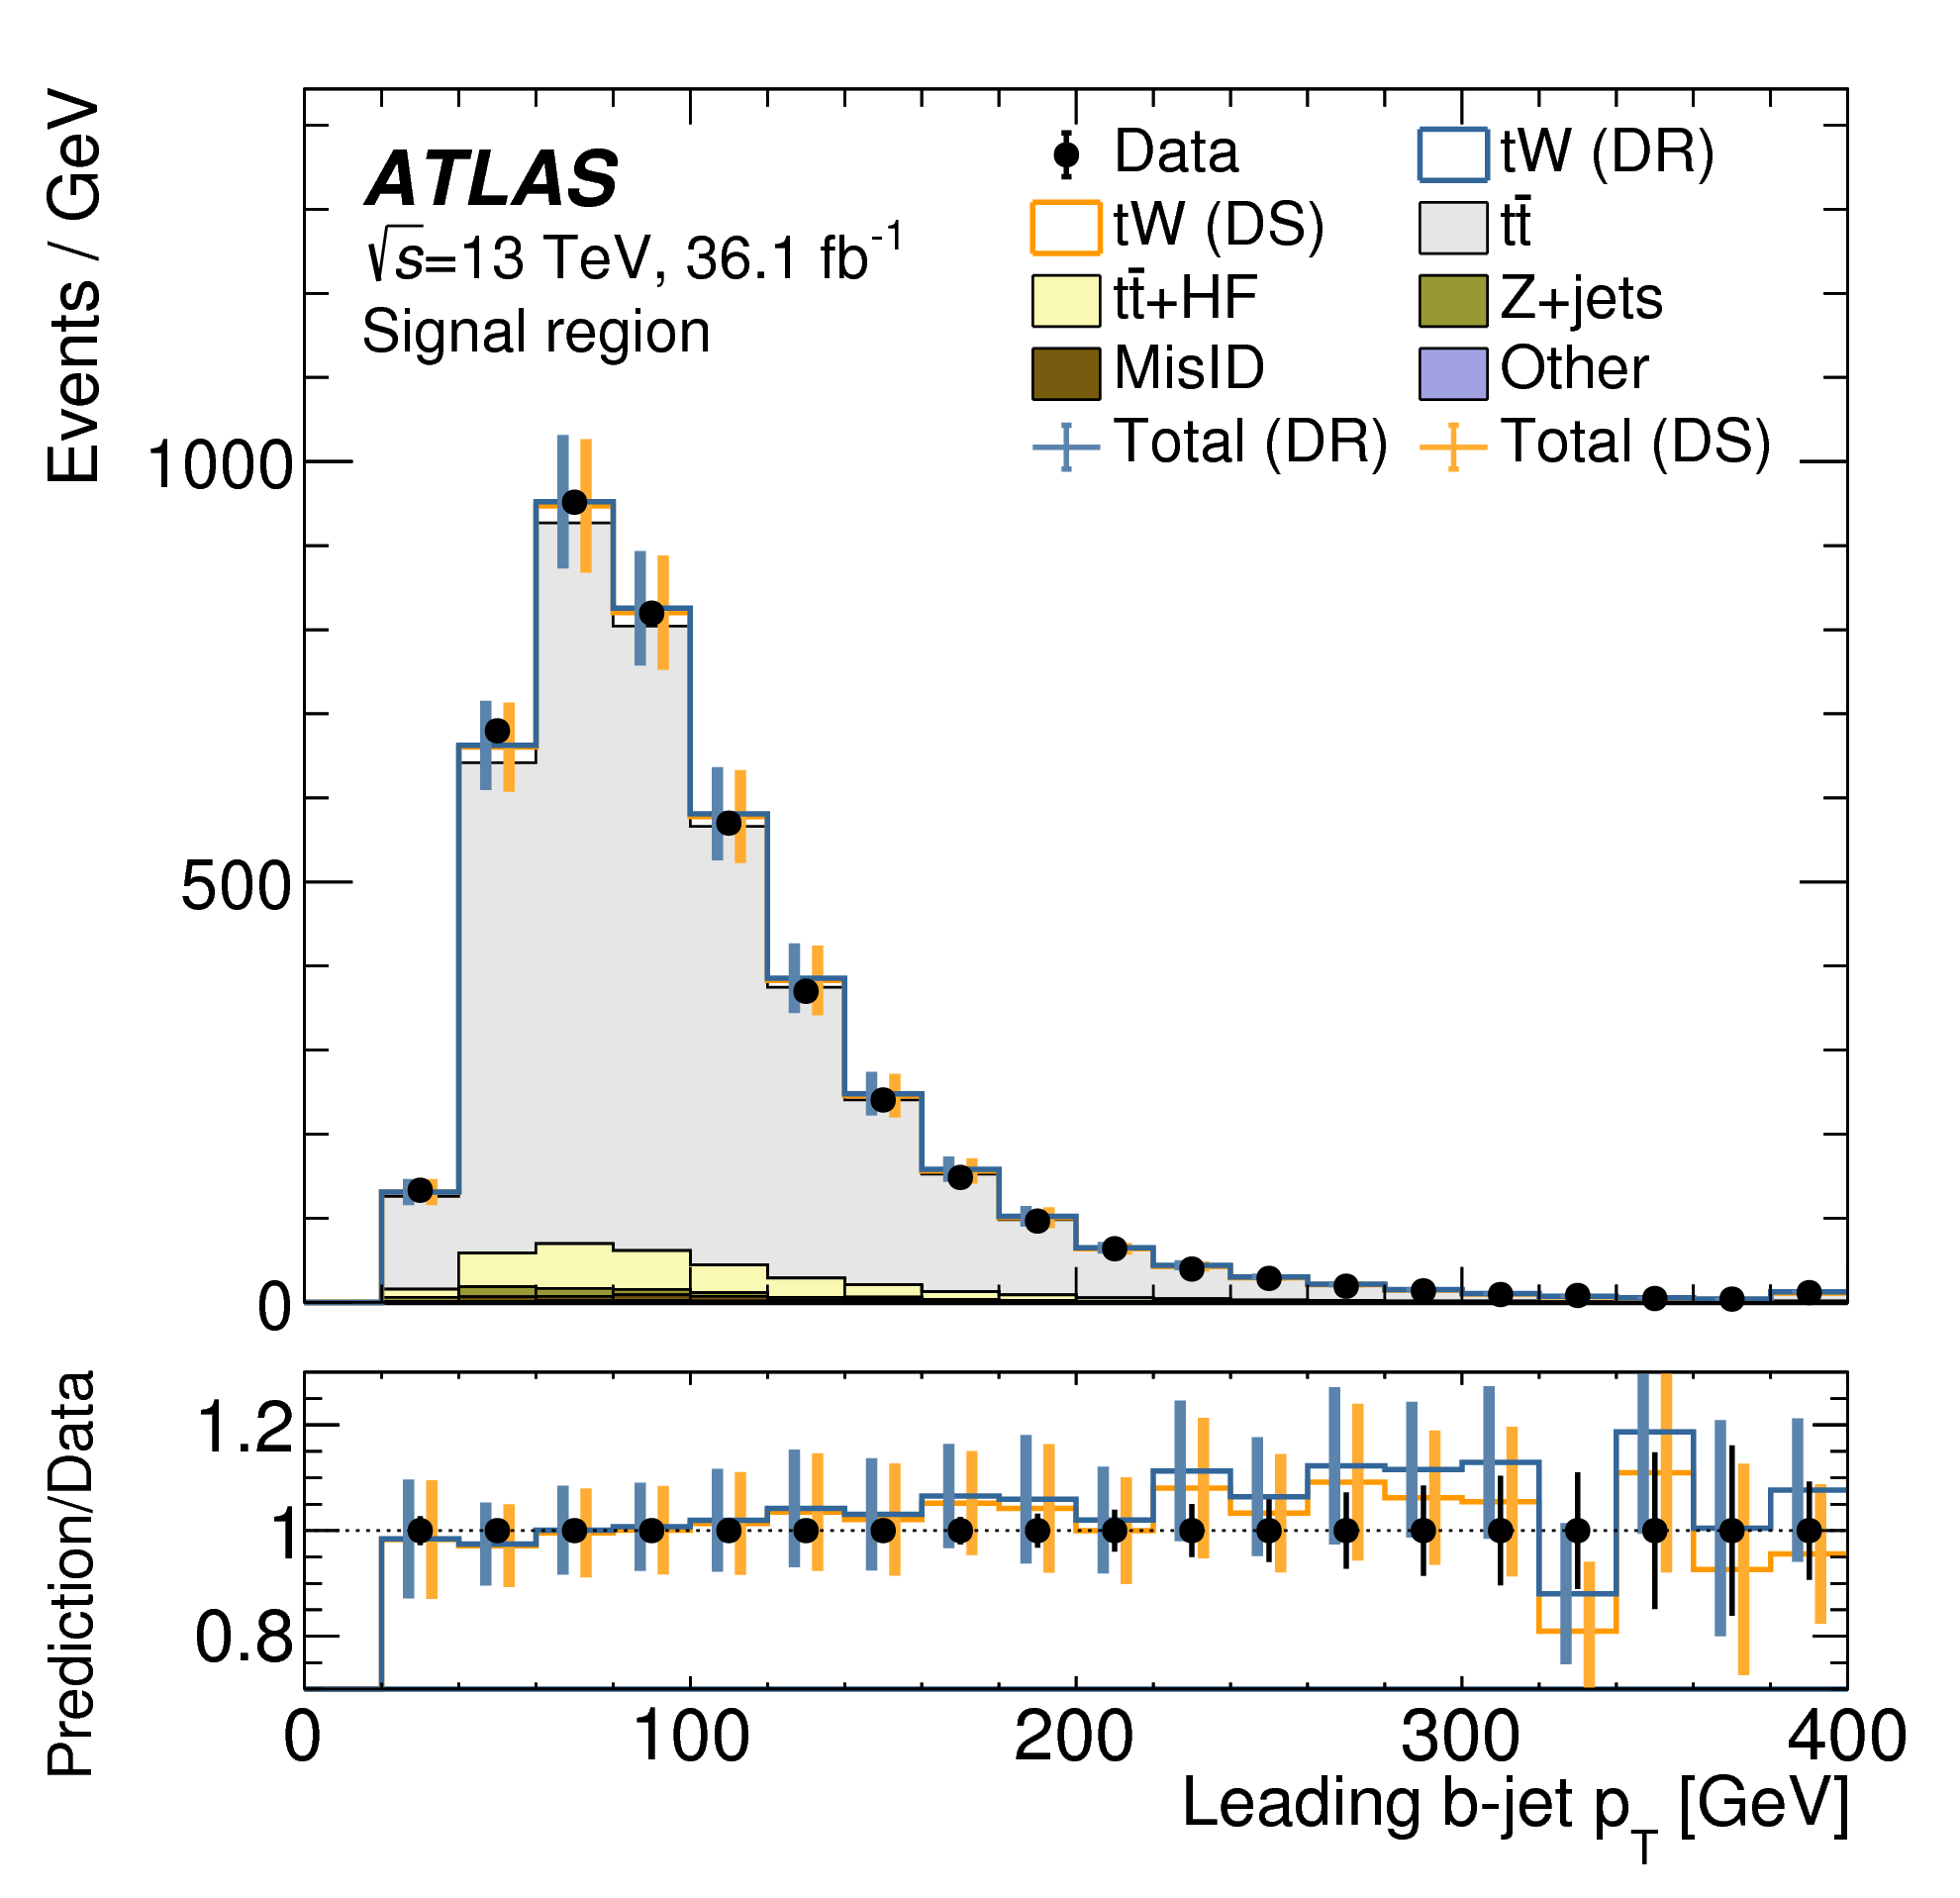 Events / GeV
ATLAS
√s=13 TeV, 36.1 fb⁻¹
Signal region
Data
tW (DR)
tW (DS)
tt̄
tt̄+HF
Z+jets
MisID
Other
Total (DR)
Total (DS)
1000
500
0
Prediction/Data
1.2
1
0.8
0 100 200 300 400
Leading b-jet p_T [GeV]